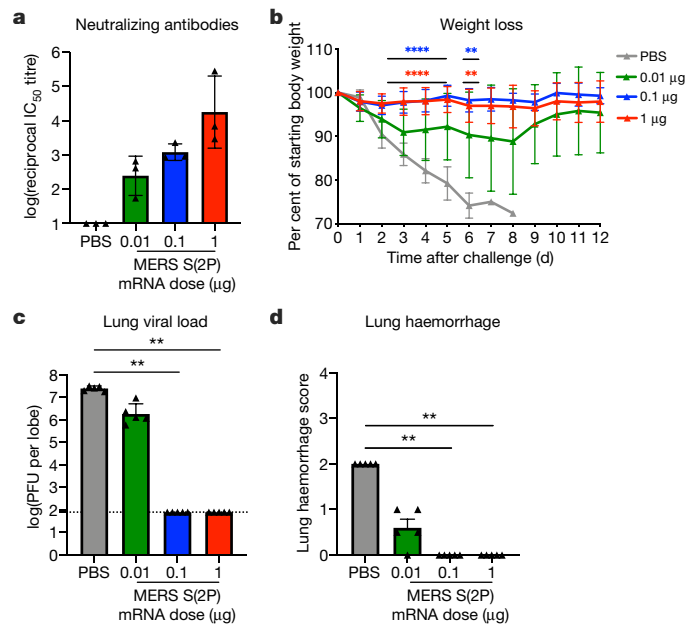 a Neutralizing antibodies
log(reciprocal IC50 titre)
6
5
4
3
2
1
PBS 0.01 0.1 1
MERS S(2P)
mRNA dose (μg)
b Weight loss
Per cent of starting body weight
110
100
90
80
70
**** **
**** **
0 1 2 3 4 5 6 7 8 9 10 11 12
Time after challenge (d)
PBS
0.01 μg
0.1 μg
1 μg
c Lung viral load
log(PFU per lobe)
8
7
6
5
4
3
2
1
0
**
**
PBS 0.01 0.1 1
MERS S(2P)
mRNA dose (μg)
d Lung haemorrhage
Lung haemorrhage score
4
3
2
1
0
**
**
PBS 0.01 0.1 1
MERS S(2P)
mRNA dose (μg)